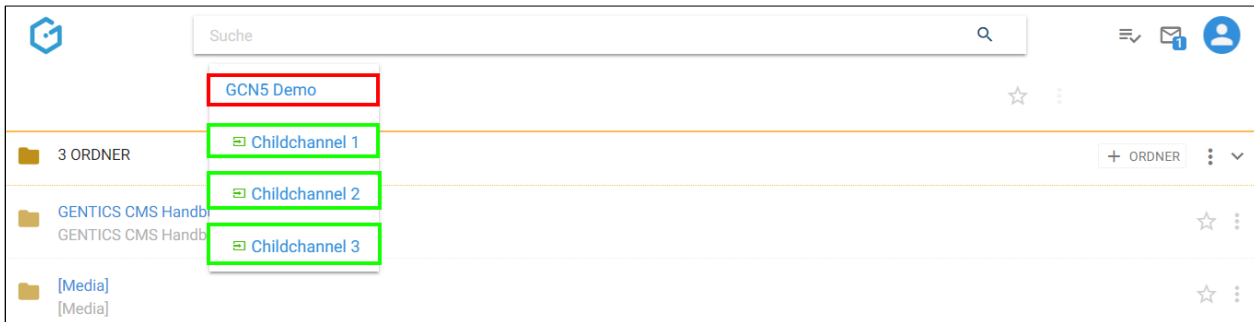 Suche
1
GCN5 Demo
Childchannel 1
3 ORDNER
+ ORDNER
Childchannel 2
GENTICS CMS Handb
GENTICS CMS Handb
Childchannel 3
[Media]
[Media]